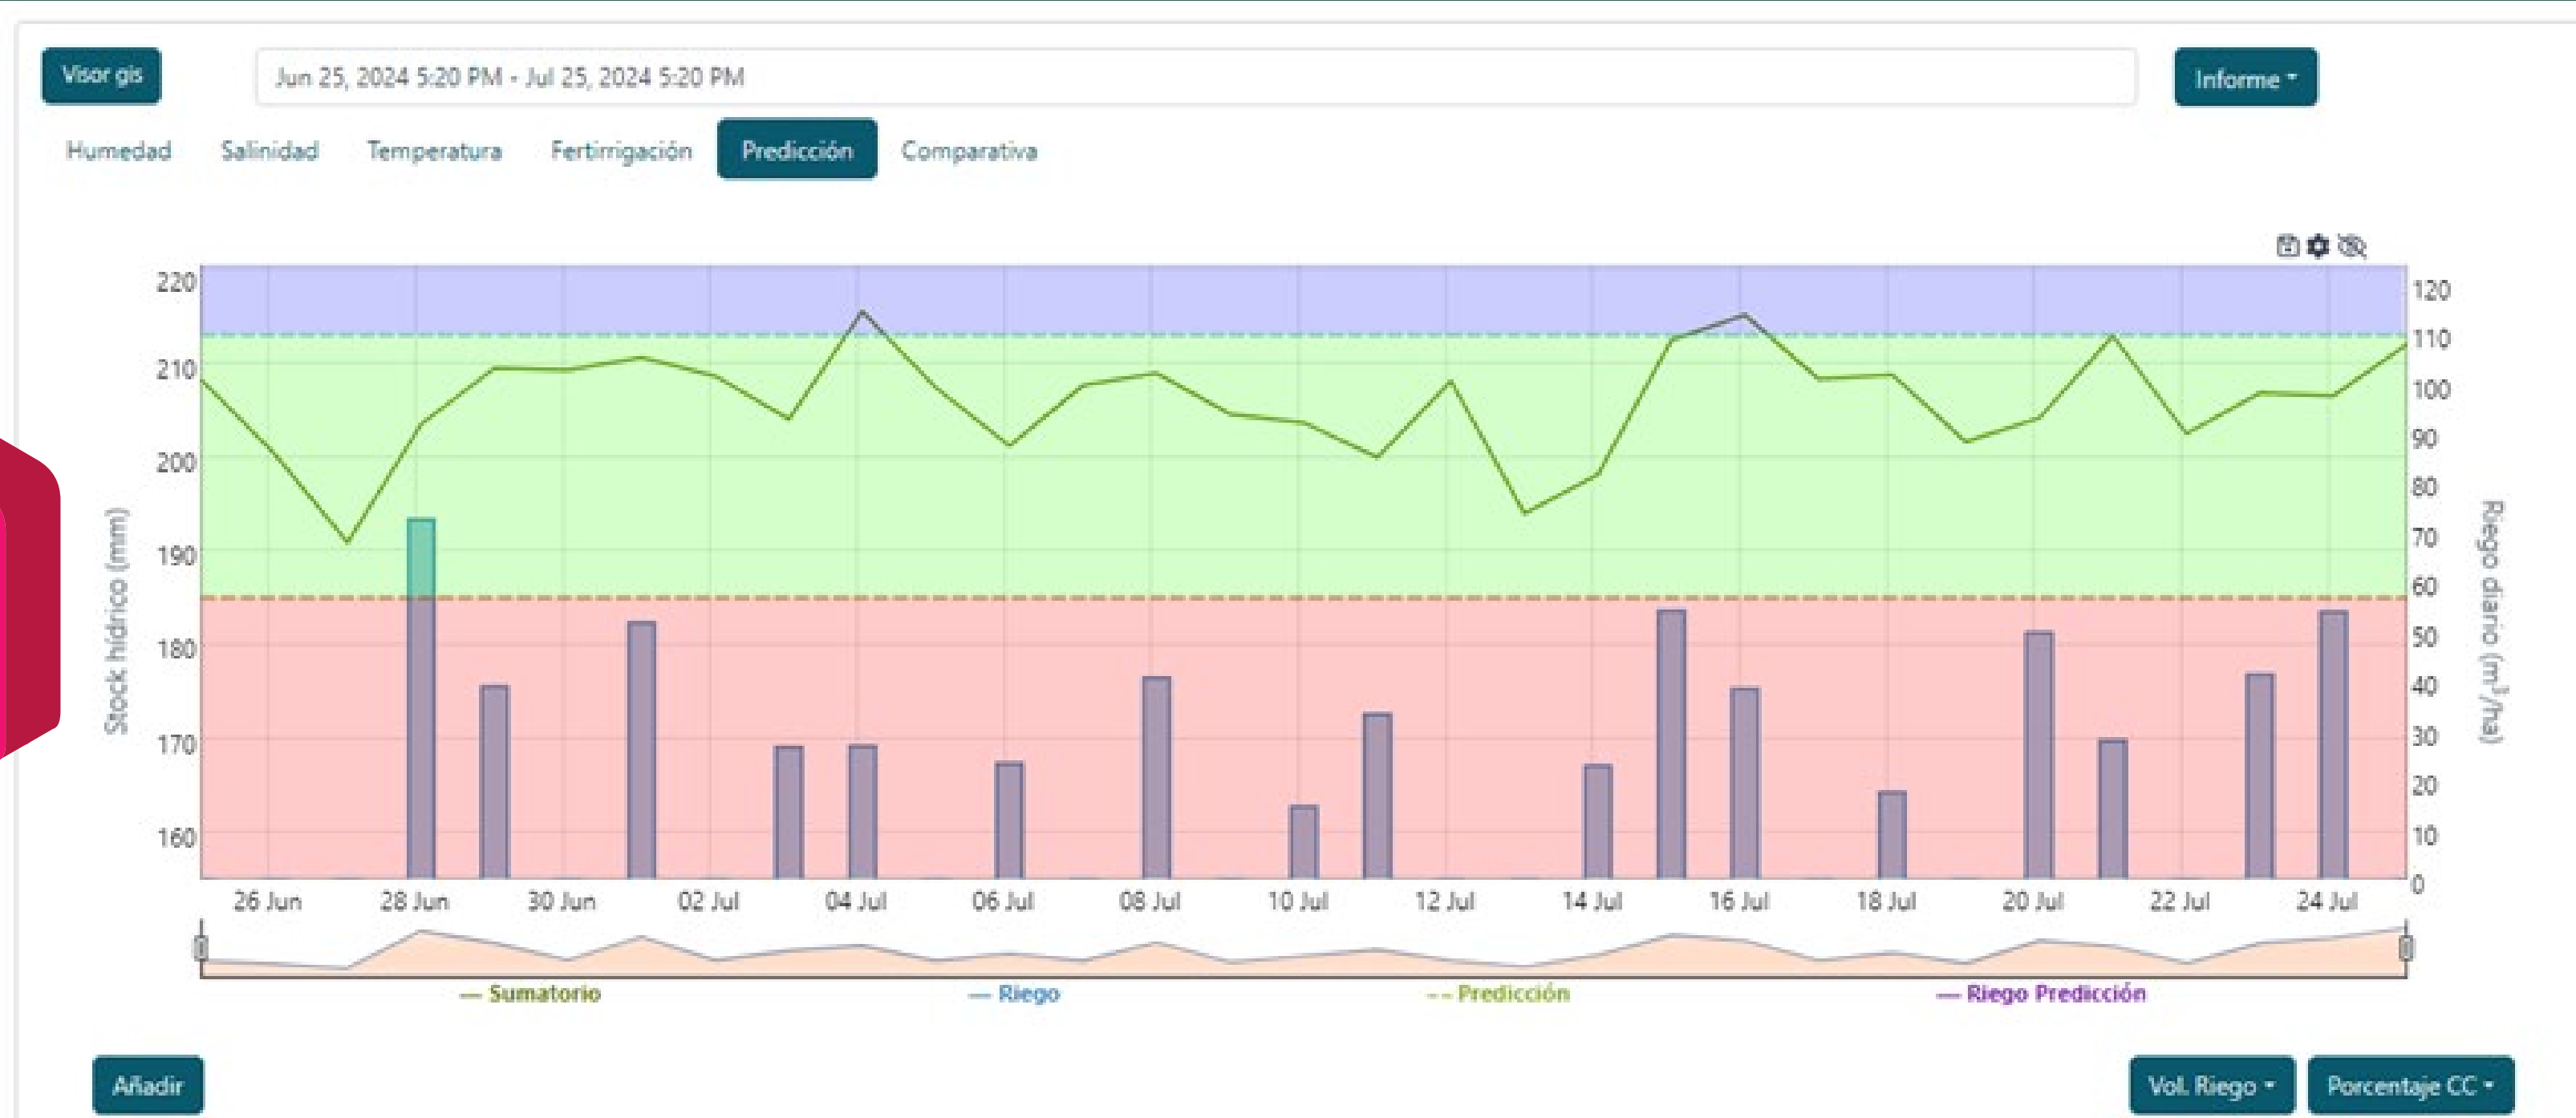 Visor gis
Jun 25, 2024 5:20 PM - Jul 25, 2024 5:20 PM
Informe
Humedad Salinidad Temperatura Fertirrigación Predicción Comparativa
220
210
200
190
180
170
160
Stock hídrico (mm)
120
110
100
90
80
70
60
50
40
30
20
10
0
Riego diario (m³/ha)
26 Jun 28 Jun 30 Jun 02 Jul 04 Jul 06 Jul 08 Jul 10 Jul 12 Jul 14 Jul 16 Jul 18 Jul 20 Jul 22 Jul 24 Jul
Sumatorio Riego Predicción Riego Predicción
Añadir
Vol. Riego Porcentaje CC